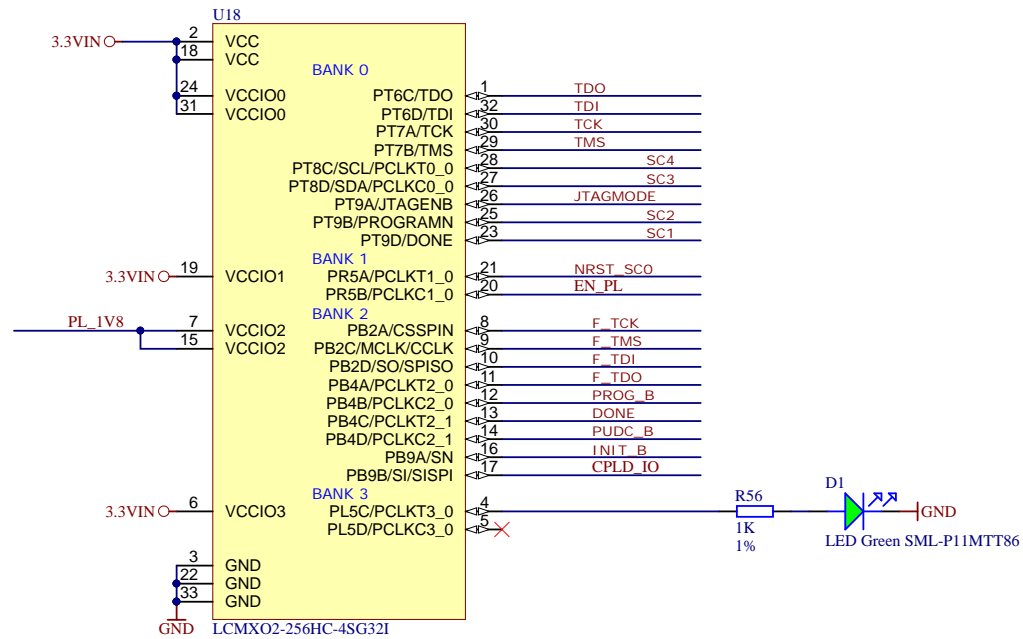 U18
3.3VIN 2 VCC
18 VCC
BANK 0
24 VCCIO0 PT6C/TDO 1 TDO
31 VCCIO0 PT6D/TDI 32 TDI
PT7A/TCK 30 TCK
PT7B/TMS 29 TMS
PT8C/SCL/PCLKT0_0 28 SC4
PT8D/SDA/PCLKC0_0 27 SC3
PT9A/JTAGENB 26 JTAGMODE
PT9B/PROGRAMN 25 SC2
PT9D/DONE 23 SC1
BANK 1
3.3VIN 19 VCCIO1 PR5A/PCLKT1_0 21 NRST_SC0
PR5B/PCLKC1_0 20 EN_PL
BANK 2
PL_1V8 7 VCCIO2 PB2A/CSSPIN 8 F_TCK
15 VCCIO2 PB2C/MCLK/CCLK 9 F_TMS
PB2D/SO/SPISO 10 F_TDI
PB4A/PCLKT2_0 11 F_TDO
PB4B/PCLKC2_0 12 PROG_B
PB4C/PCLKT2_1 13 DONE
PB4D/PCLKC2_1 14 PUDC_B
PB9A/SN 16 INIT_B
PB9B/SI/SISPI 17 CPLD_IO
BANK 3
3.3VIN 6 VCCIO3 PL5C/PCLKT3_0 4 R56 D1 GND
PL5D/PCLKC3_0 5 1K LED Green SML-P11MTT86
1%
3 GND
22 GND
33 GND
GND LCMXO2-256HC-4SG32I